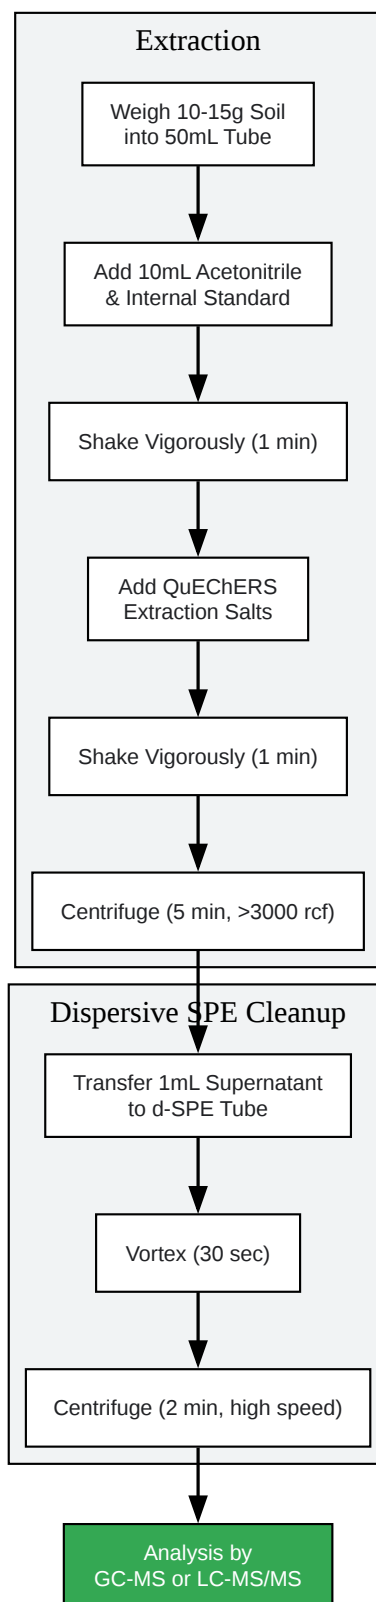 Extraction
Weigh 10-15g Soil
into 50mL Tube
Add 10mL Acetonitrile
& Internal Standard
Shake Vigorously (1 min)
Add QuEChERS
Extraction Salts
Shake Vigorously (1 min)
Centrifuge (5 min, >3000 rcf)
Dispersive SPE Cleanup
Transfer 1mL Supernatant
to d-SPE Tube
Vortex (30 sec)
Centrifuge (2 min, high speed)
Analysis by
GC-MS or LC-MS/MS